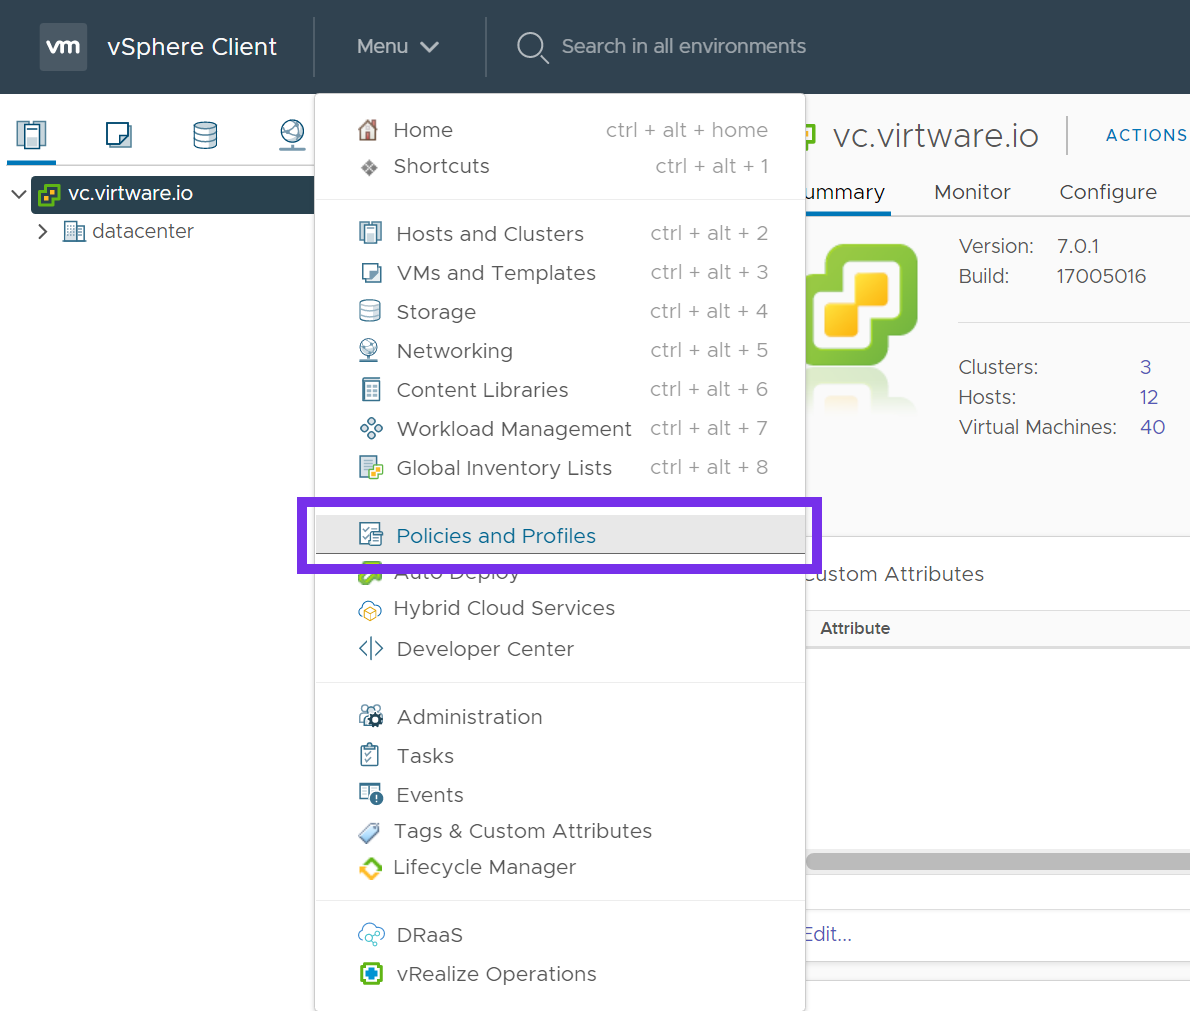 vm vSphere Client Menu Search in all environments
Home ctrl + alt + home
Shortcuts ctrl + alt + 1
Hosts and Clusters ctrl + alt + 2
VMs and Templates ctrl + alt + 3
Storage ctrl + alt + 4
Networking ctrl + alt + 5
Content Libraries ctrl + alt + 6
Workload Management ctrl + alt + 7
Global Inventory Lists ctrl + alt + 8
Policies and Profiles
Auto Deploy
Hybrid Cloud Services
Developer Center
Administration
Tasks
Events
Tags & Custom Attributes
Lifecycle Manager
DRaaS
vRealize Operations
vc.virtware.io
datacenter
vc.virtware.io ACTIONS
ummary Monitor Configure
Version: 7.0.1
Build: 17005016
Clusters: 3
Hosts: 12
Virtual Machines: 40
Custom Attributes
Attribute
Edit...